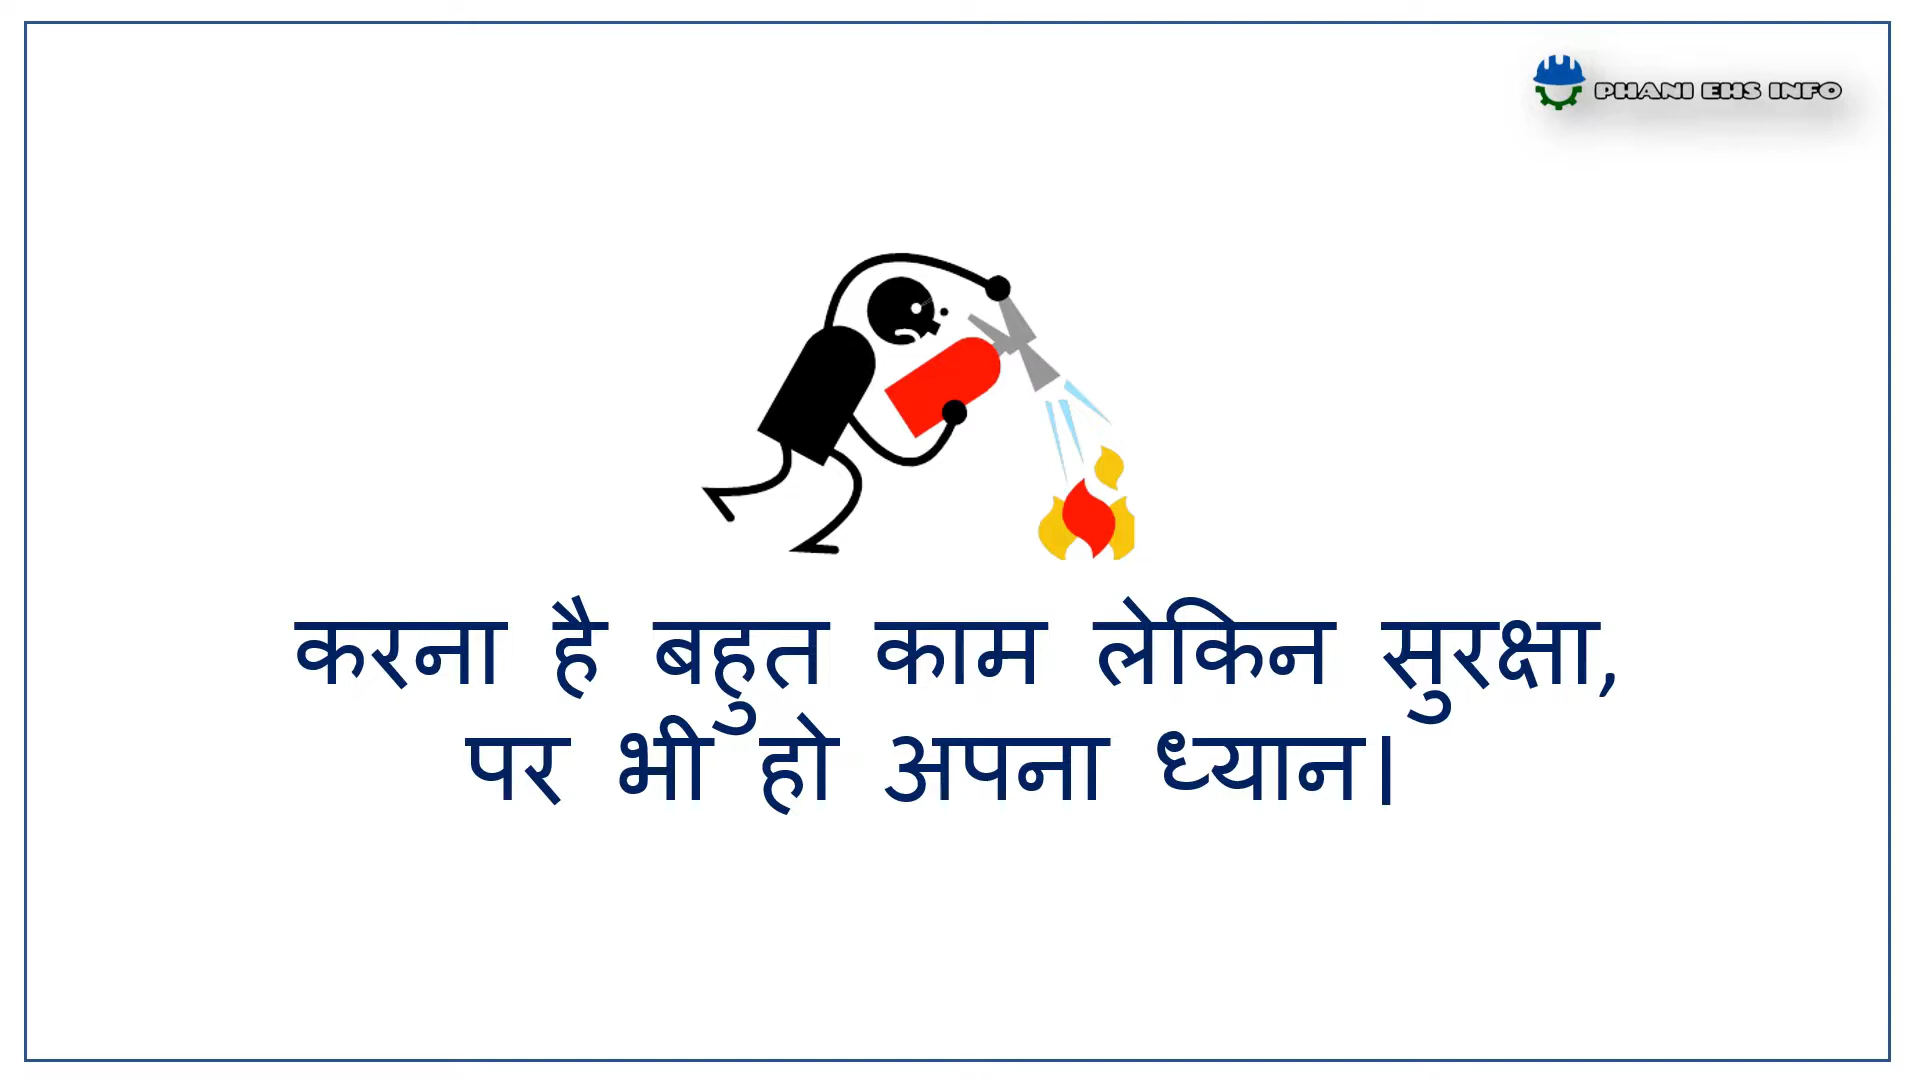 PHANI EHS INFO
करना है बहुत काम लेकिन सुरक्षा,
पर भी हो अपना ध्यान।